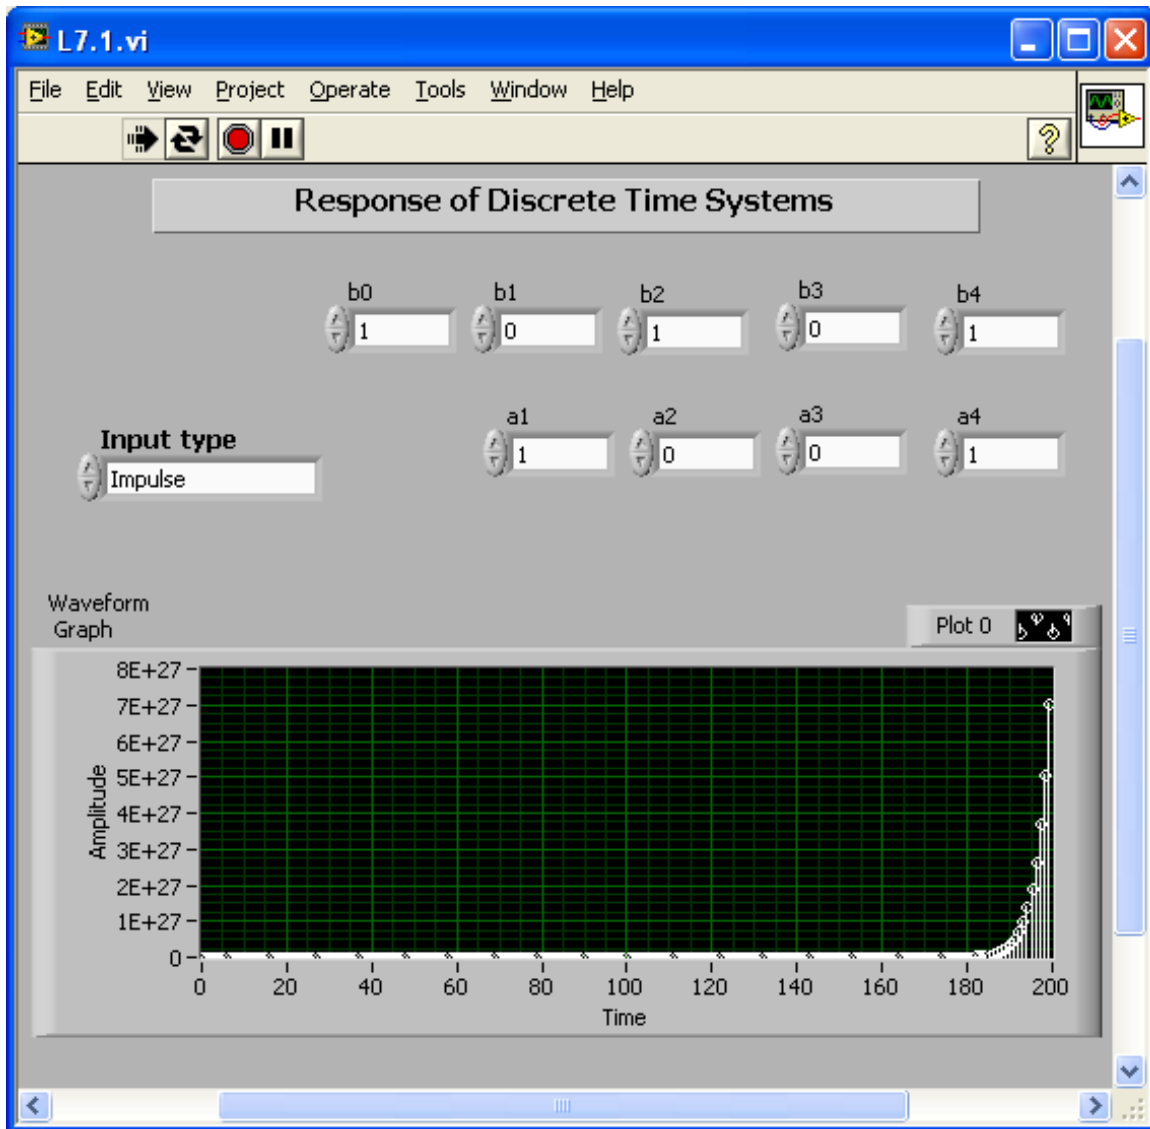 L7.1.vi
File Edit View Project Operate Tools Window Help
Response of Discrete Time Systems
b0 b1 b2 b3 b4
1 0 1 0 1
a1 a2 a3 a4
Input type
1 0 0 1
Impulse
Waveform
Graph
Plot 0
8E+27
7E+27
6E+27
5E+27
4E+27
3E+27
2E+27
1E+27
0
Amplitude
0 20 40 60 80 100 120 140 160 180 200
Time